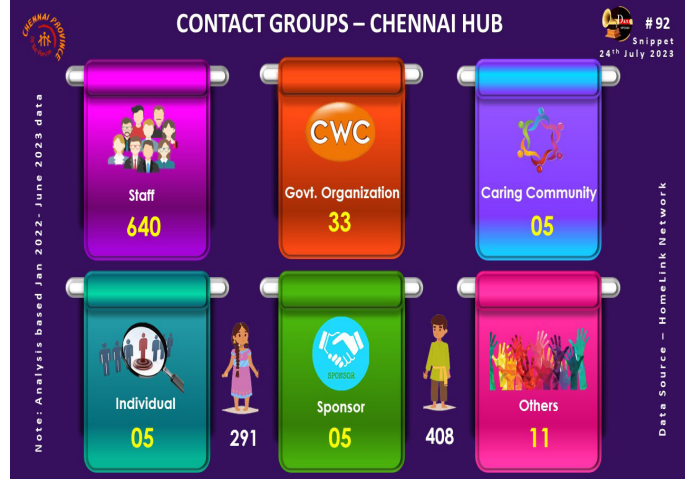 CONTACT GROUPS – CHENNAI HUB
CHENNAI PROVINCE
# 92
Snippet
24th July 2023
Note: Analysis based Jan 2022- June 2023 data
Staff
640
CWC
Govt. Organization
33
Caring Community
05
Individual
05
291
SPONSOR
Sponsor
05
408
Others
11
Data Source – HomeLink Network